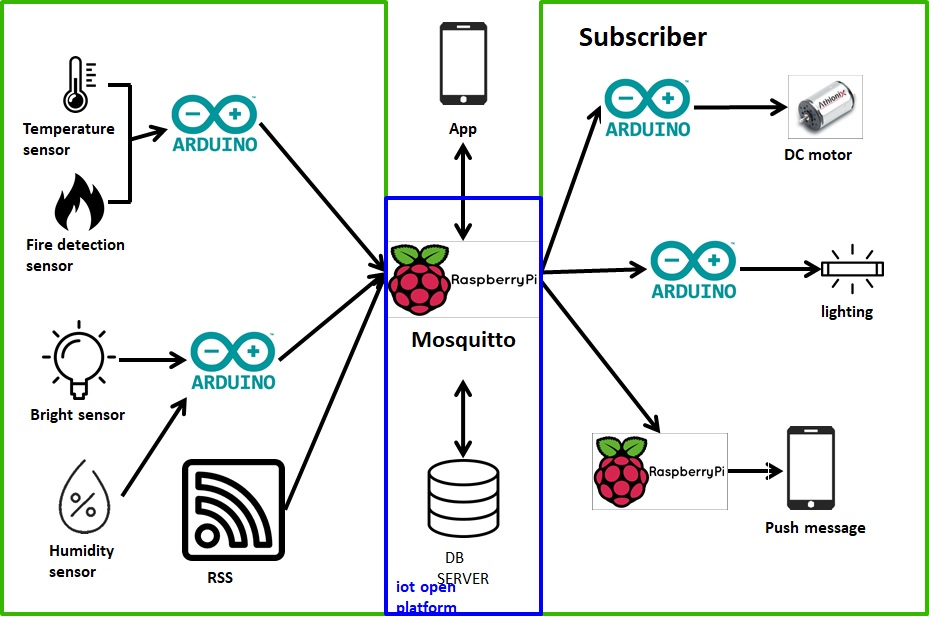 Temperature
sensor
Fire detection
sensor
ARDUINO
Bright sensor
ARDUINO
Humidity
sensor
RSS
App
RaspberryPi
Mosquitto
DB
SERVER
iot open
platform
Subscriber
ARDUINO
Athlonix
DC motor
ARDUINO
lighting
RaspberryPi
Push message
%